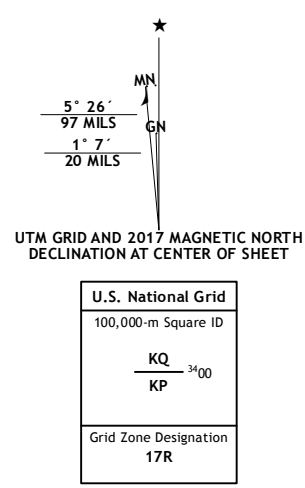 ★
MN
5° 26´
97 MILS
GN
1° 7´
20 MILS
UTM GRID AND 2017 MAGNETIC NORTH
DECLINATION AT CENTER OF SHEET
U.S. National Grid
100,000-m Square ID
KQ
³⁴00
KP
Grid Zone Designation
17R